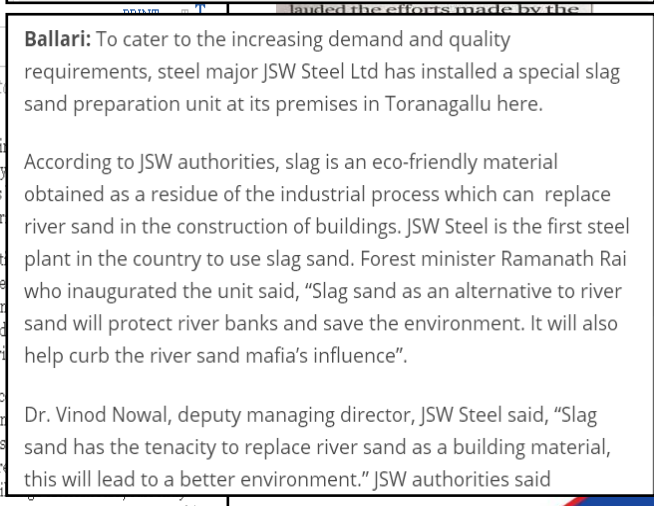 lauded the efforts made by the
Ballari: To cater to the increasing demand and quality
requirements, steel major JSW Steel Ltd has installed a special slag
sand preparation unit at its premises in Toranagallu here.
According to JSW authorities, slag is an eco-friendly material
obtained as a residue of the industrial process which can  replace
river sand in the construction of buildings. JSW Steel is the first steel
plant in the country to use slag sand. Forest minister Ramanath Rai
who inaugurated the unit said, “Slag sand as an alternative to river
sand will protect river banks and save the environment. It will also
help curb the river sand mafia’s influence”.
Dr. Vinod Nowal, deputy managing director, JSW Steel said, “Slag
sand has the tenacity to replace river sand as a building material,
this will lead to a better environment.” JSW authorities said